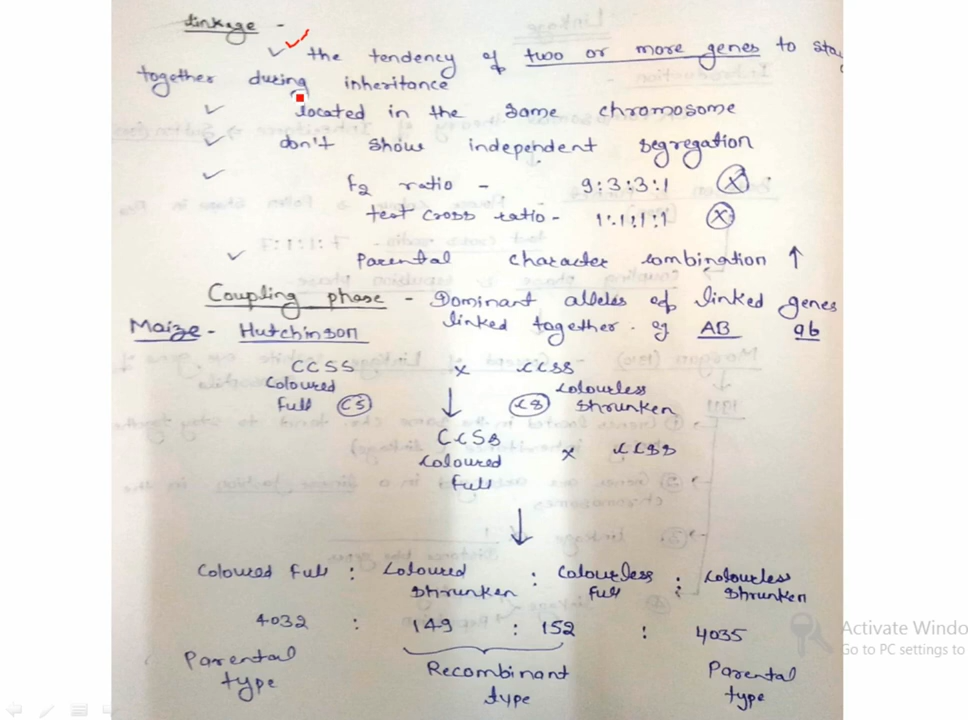 Linkage -
✓ the tendency of two or more genes to stay
together during inheritance
✓ located in the same chromosome
✓ don't show independent segregation
✓ F2 ratio - 9:3:3:1 X
test cross ratio - 1:1:1:1 X
✓ Parental character combination ↑
Coupling phase - Dominant alleles of linked genes
linked together. eg AB ab
Maize - Hutchinson
CCSS x ccss
Coloured Colourless
Full CS cs Shrunken
↓
CcSs x ccss
Coloured
full
↓
Coloured full : Coloured Shrunken : Colourless full : Colourless Shrunken
4032 : 149 : 152 : 4035
Parental type Recombinant type Parental type
Activate Windo
Go to PC settings to